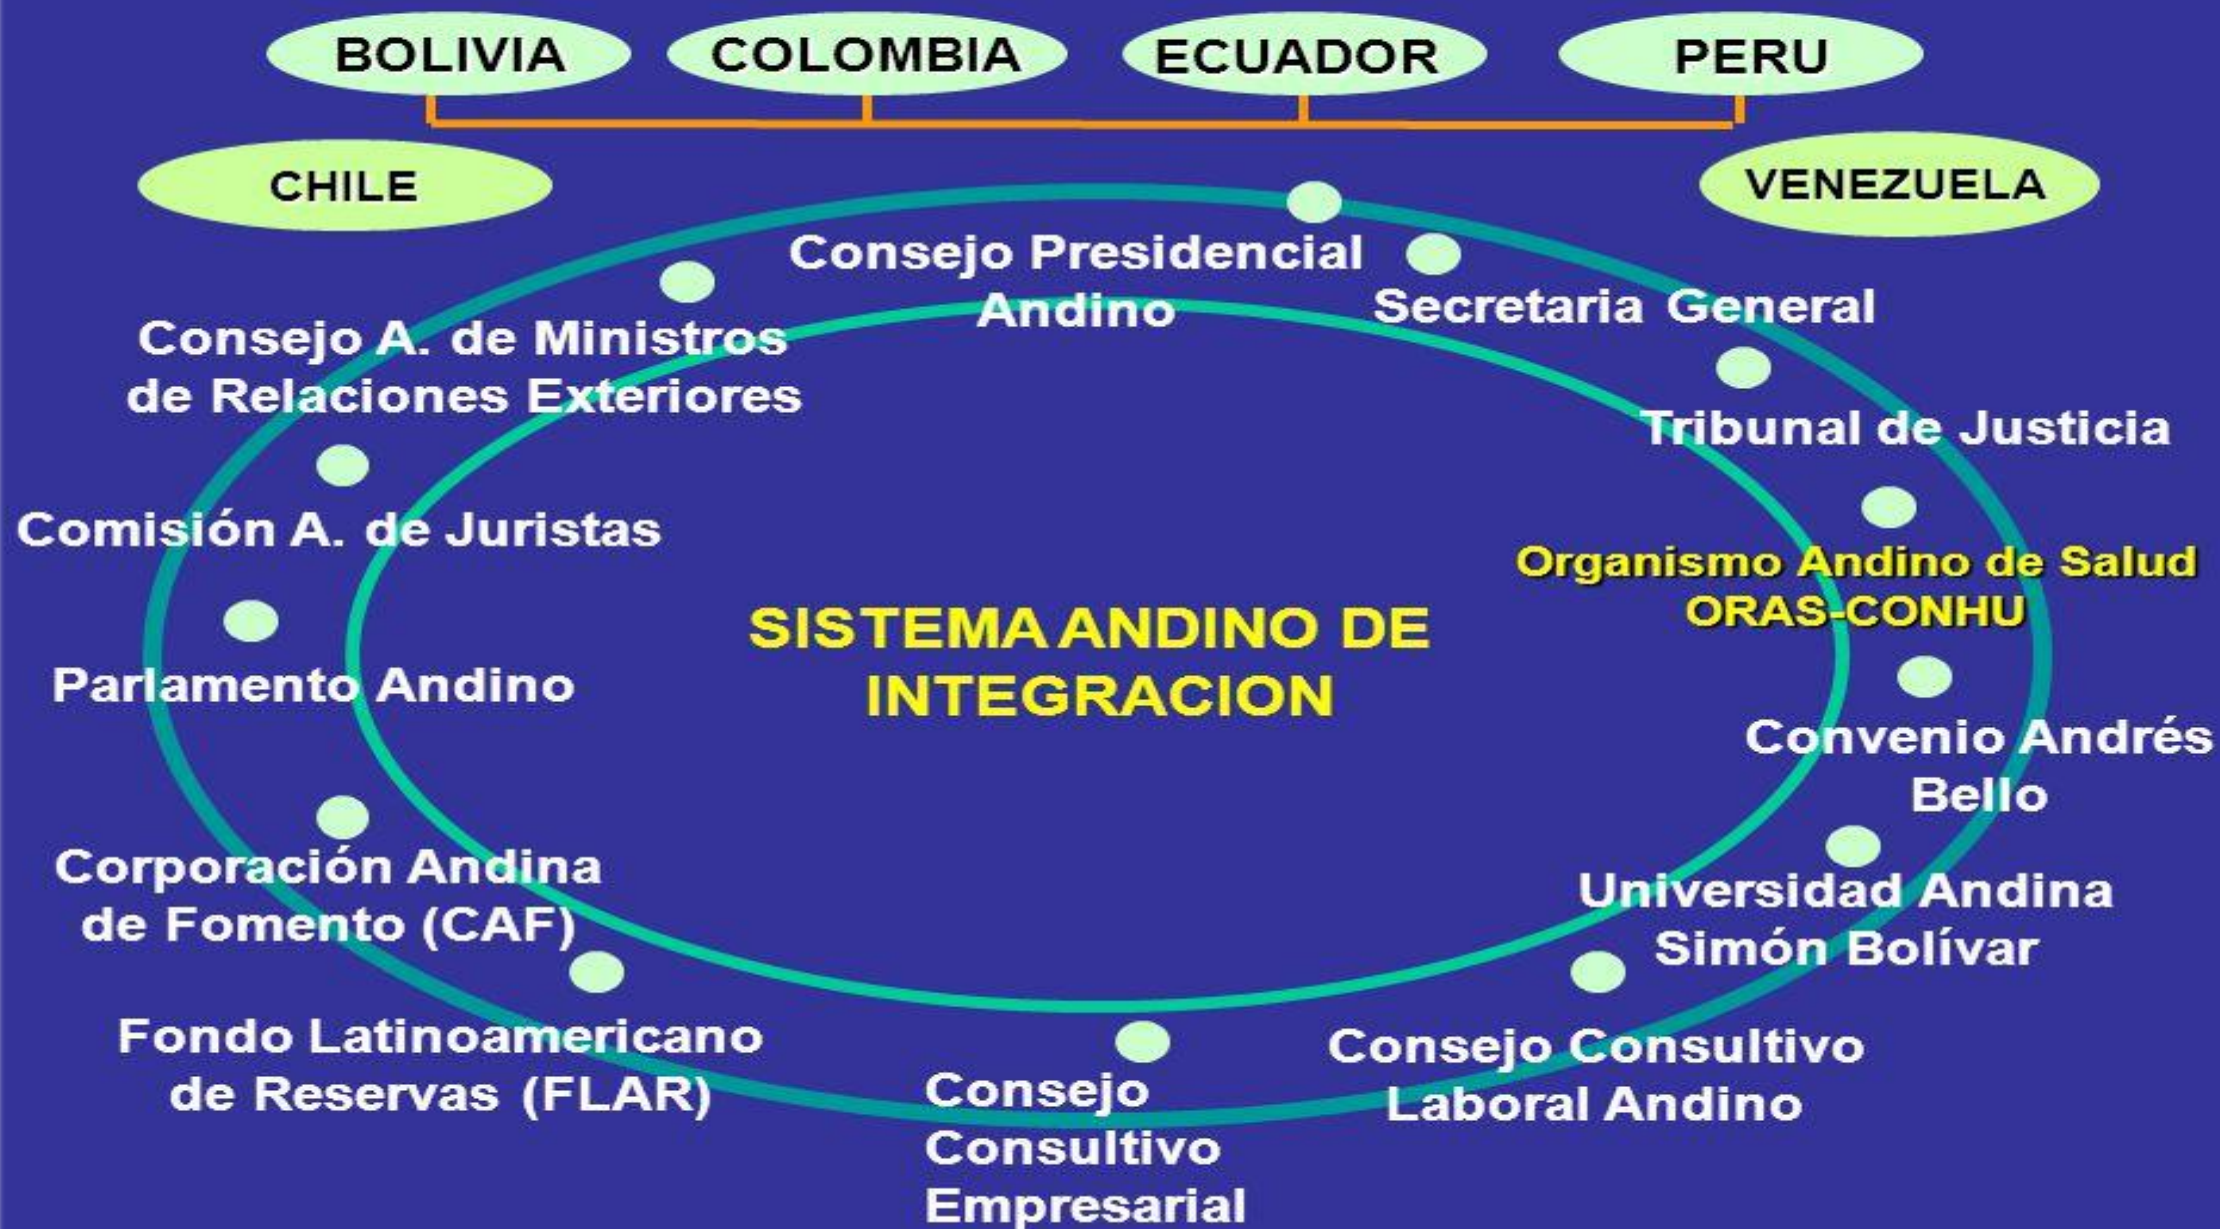 BOLIVIA
COLOMBIA
ECUADOR
PERU
CHILE
VENEZUELA
Consejo Presidencial
Andino
Secretaria General
Consejo A. de Ministros
de Relaciones Exteriores
Tribunal de Justicia
Comisión A. de Juristas
Organismo Andino de Salud
ORAS-CONHU
SISTEMA ANDINO DE
INTEGRACION
Parlamento Andino
Convenio Andrés
Bello
Corporación Andina
de Fomento (CAF)
Universidad Andina
Simón Bolívar
Fondo Latinoamericano
de Reservas (FLAR)
Consejo
Consultivo
Empresarial
Consejo Consultivo
Laboral Andino